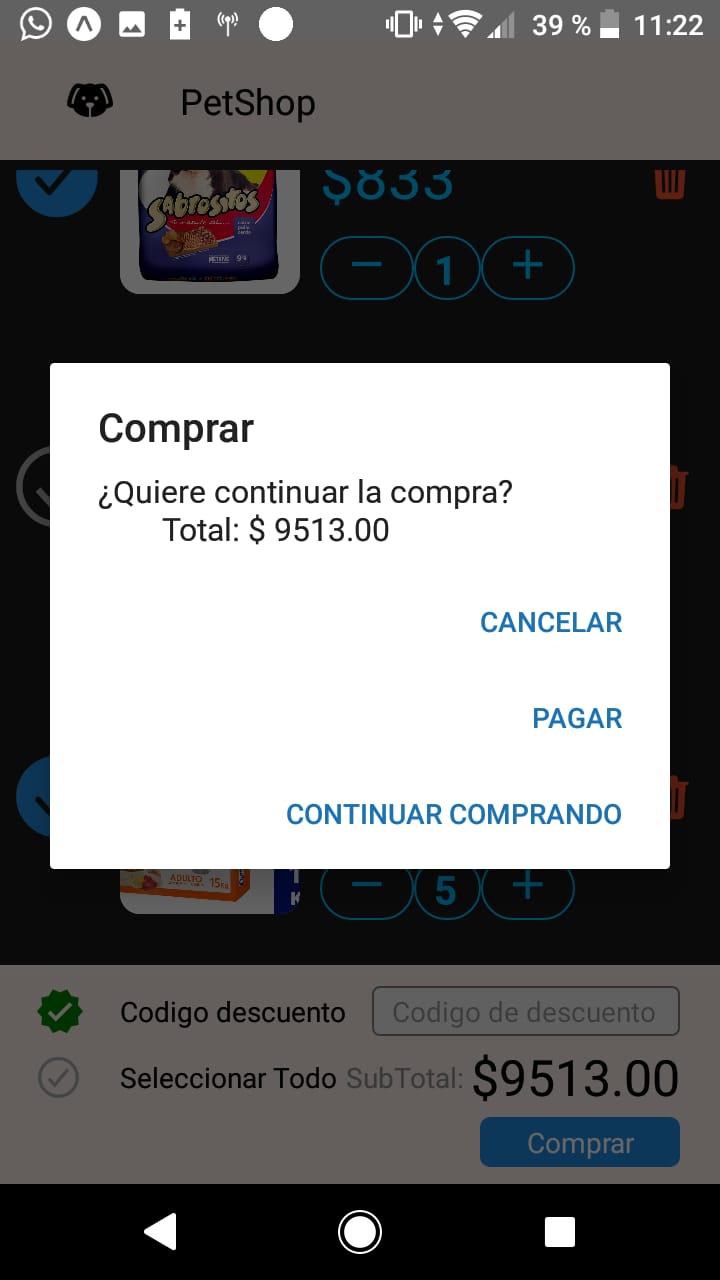 39 % 11:22
PetShop
$833
SABROSITOS
9
1
Comprar
¿Quiere continuar la compra?
Total: $ 9513.00
CANCELAR
PAGAR
CONTINUAR COMPRANDO
ADULTO 15kg
5
Codigo descuento Codigo de descuento
Seleccionar Todo SubTotal: $9513.00
Comprar